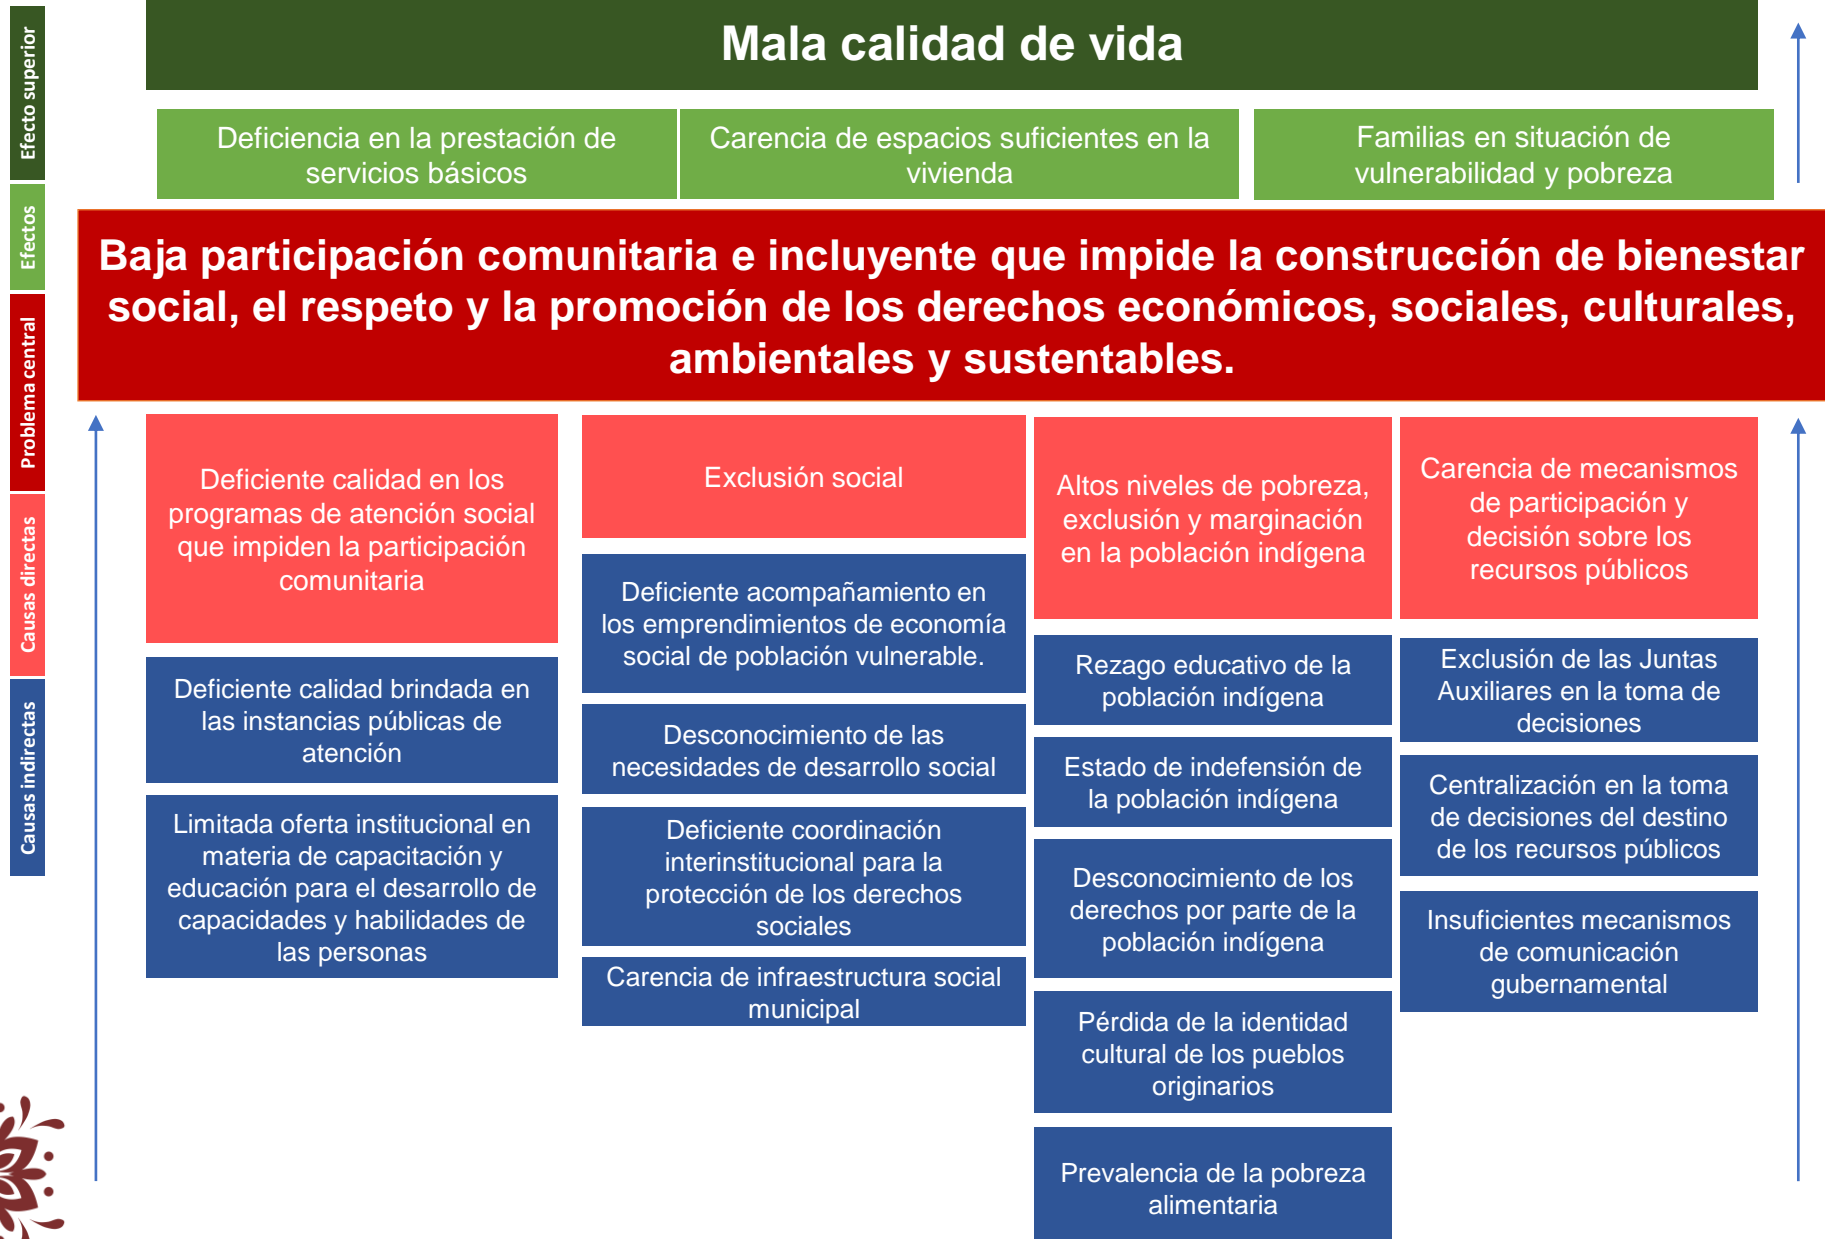 Efecto superior
Efectos
Problema central
Causas directas
Causas indirectas
Mala calidad de vida
Deficiencia en la prestación de
servicios básicos
Carencia de espacios suficientes en la
vivienda
Familias en situación de
vulnerabilidad y pobreza
Baja participación comunitaria e incluyente que impide la construcción de bienestar
social, el respeto y la promoción de los derechos económicos, sociales, culturales,
ambientales y sustentables.
Deficiente calidad en los
programas de atención social
que impiden la participación
comunitaria
Deficiente calidad brindada en
las instancias públicas de
atención
Limitada oferta institucional en
materia de capacitación y
educación para el desarrollo de
capacidades y habilidades de
las personas
Exclusión social
Deficiente acompañamiento en
los emprendimientos de economía
social de población vulnerable.
Desconocimiento de las
necesidades de desarrollo social
Deficiente coordinación
interinstitucional para la
protección de los derechos
sociales
Carencia de infraestructura social
municipal
Altos niveles de pobreza,
exclusión y marginación
en la población indígena
Rezago educativo de la
población indígena
Estado de indefensión de
la población indígena
Desconocimiento de los
derechos por parte de la
población indígena
Pérdida de la identidad
cultural de los pueblos
originarios
Prevalencia de la pobreza
alimentaria
Carencia de mecanismos
de participación y
decisión sobre los
recursos públicos
Exclusión de las Juntas
Auxiliares en la toma de
decisiones
Centralización en la toma
de decisiones del destino
de los recursos públicos
Insuficientes mecanismos
de comunicación
gubernamental